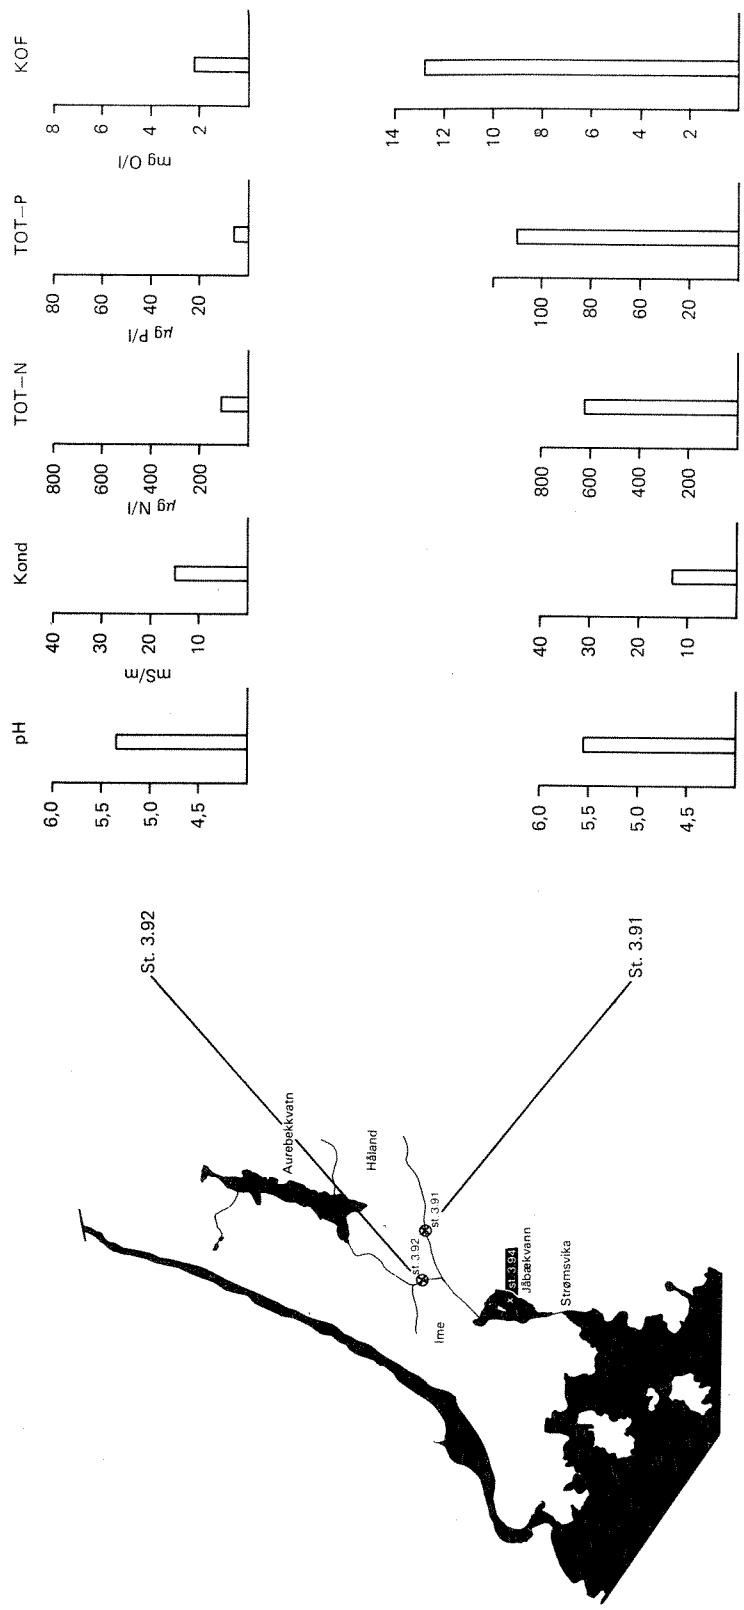 pH
Kond
TOT–N
TOT–P
KOF
6,0
5,5
5,0
4,5
40
30
20
10
mS/m
800
600
400
200
µg N/l
80
60
40
20
µg P/l
8
6
4
2
mg O/l
St. 3.92
Aurebekkvatn
Håland
st. 3.92
st. 3.91
Ime
st. 3.94
Jåbækvann
Strømsvika
St. 3.91
6,0
5,5
5,0
4,5
40
30
20
10
800
600
400
200
100
80
60
40
20
14
12
10
8
6
4
2